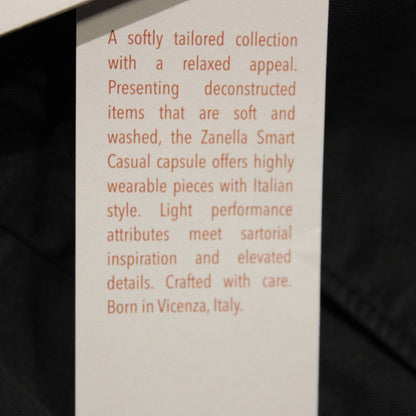 A softly tailored collection
with a relaxed appeal.
Presenting deconstructed
items that are soft and
washed, the Zanella Smart
Casual capsule offers highly
wearable pieces with Italian
style. Light performance
attributes meet sartorial
inspiration and elevated
details. Crafted with care.
Born in Vicenza, Italy.